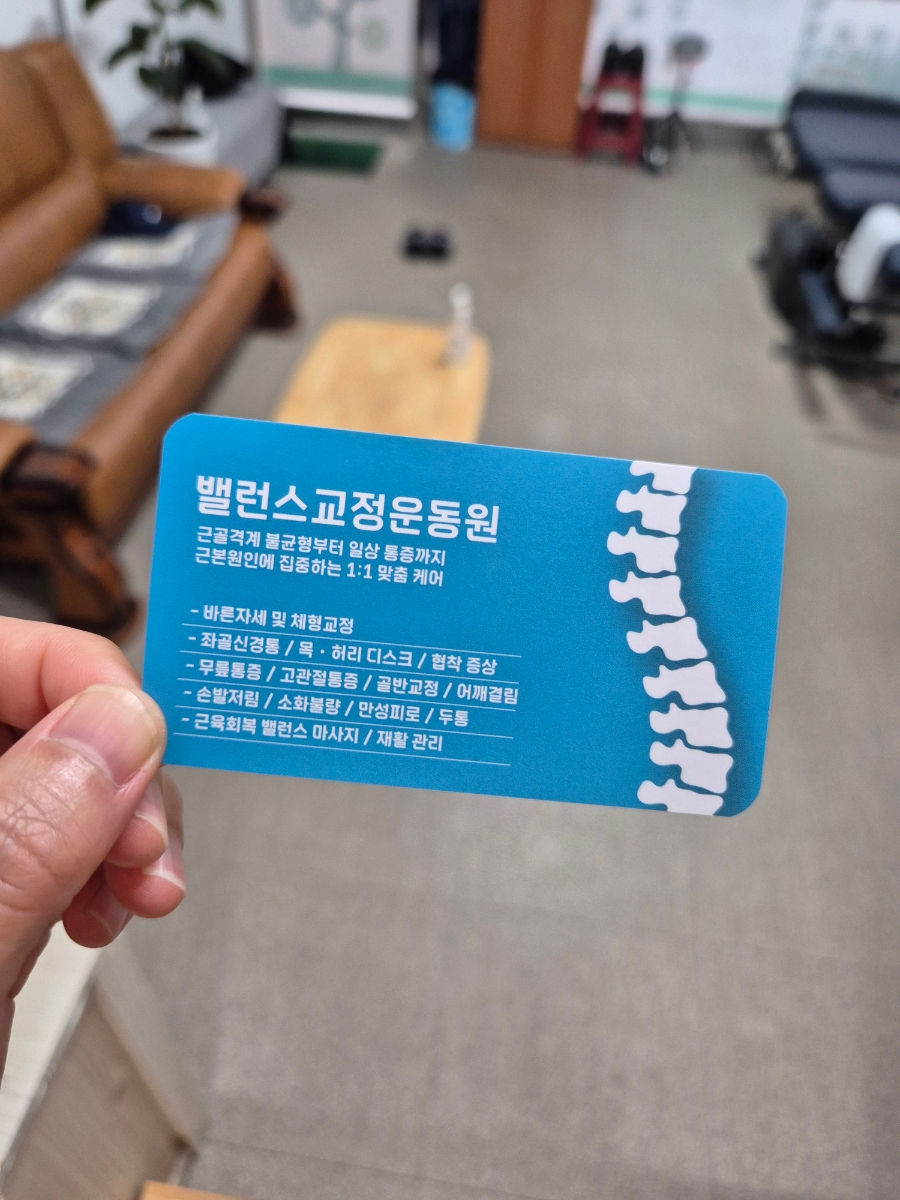 밸런스교정운동원
근골격계 불균형부터 일상 통증까지
근본원인에 집중하는 1:1 맞춤 케어
- 바른자세 및 체형교정
- 좌골신경통 / 목·허리 디스크 / 협착 증상
- 무릎통증 / 고관절통증 / 골반교정 / 어깨결림
- 손발저림 / 소화불량 / 만성피로 / 두통
- 근육회복 밸런스 마사지 / 재활 관리